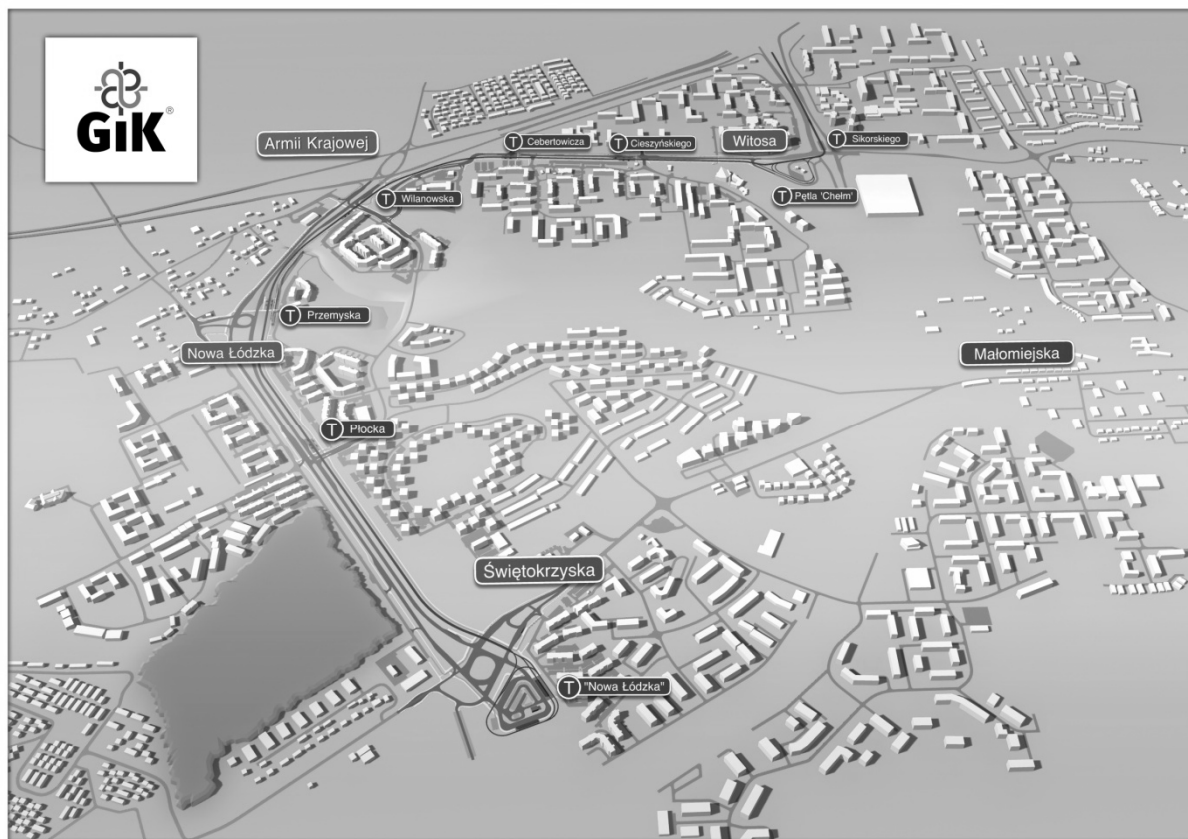 GiK®
Armii Krajowej
T Cebertowicza
T Cieszyńskiego
Witosa
T Sikorskiego
T Wilanowska
T Pętla 'Chełm'
T Przemyska
Nowa Łódzka
Małomiejska
T Płocka
Świętokrzyska
T "Nowa Łódzka"